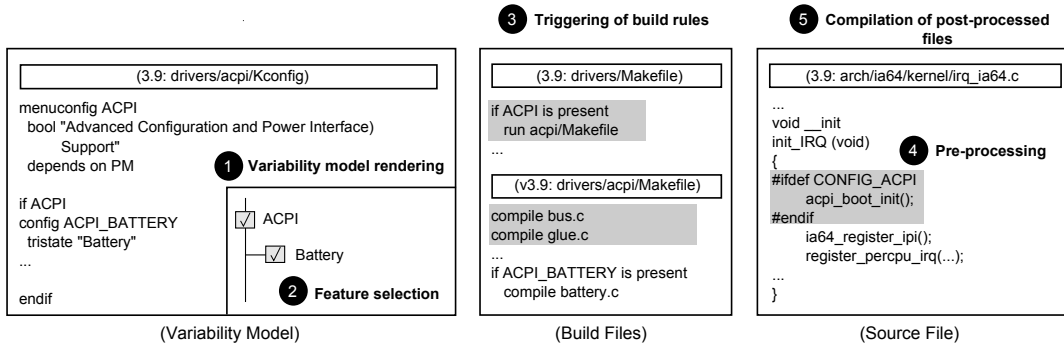 3 Triggering of build rules
5 Compilation of post-processed
files
(3.9: drivers/acpi/Kconfig)
menuconfig ACPI
bool "Advanced Configuration and Power Interface)
Support"
depends on PM
1 Variability model rendering
if ACPI
config ACPI_BATTERY
tristate "Battery"
...
endif
ACPI
Battery
2 Feature selection
(Variability Model)
(3.9: drivers/Makefile)
if ACPI is present
run acpi/Makefile
...
(v3.9: drivers/acpi/Makefile)
compile bus.c
compile glue.c
...
if ACPI_BATTERY is present
compile battery.c
(Build Files)
(3.9: arch/ia64/kernel/irq_ia64.c
...
void __init
init_IRQ (void)
{
4 Pre-processing
#ifdef CONFIG_ACPI
acpi_boot_init();
#endif
ia64_register_ipi();
register_percpu_irq(...);
...
}
(Source File)